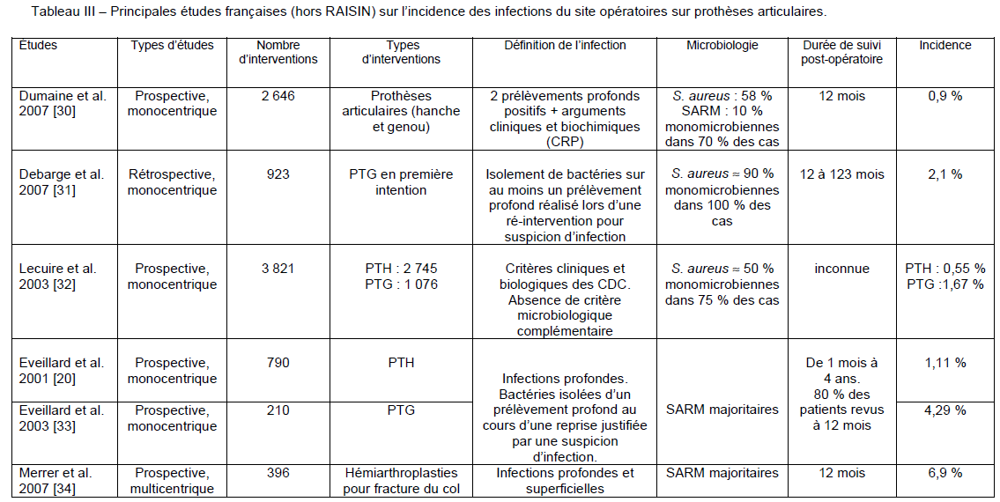 Tableau III – Principales études françaises (hors RAISIN) sur l'incidence des infections du site opératoires sur prothèses articulaires.
Études
Types d'études
Nombre
d'interventions
Types
d'interventions
Définition de l'infection
Microbiologie
Durée de suivi
post-opératoire
Incidence
Dumaine et al.
2007 [30]
Prospective,
monocentrique
2 646
Prothèses
articulaires (hanche
et genou)
2 prélèvements profonds
positifs + arguments
cliniques et biochimiques
(CRP)
S. aureus : 58 %
SARM : 10 %
monomicrobiennes
dans 70 % des cas
12 mois
0,9 %
Debarge et al.
2007 [31]
Rétrospective,
monocentrique
923
PTG en première
intention
Isolement de bactéries sur
au moins un prélèvement
profond réalisé lors d'une
ré-intervention pour
suspicion d'infection
S. aureus ≈ 90 %
monomicrobiennes
dans 100 % des
cas
12 à 123 mois
2,1 %
Lecuire et al.
2003 [32]
Prospective,
monocentrique
3 821
PTH : 2 745
PTG : 1 076
Critères cliniques et
biologiques des CDC.
Absence de critère
microbiologique
complémentaire
S. aureus ≈ 50 %
monomicrobiennes
dans 75 % des cas
inconnue
PTH : 0,55 %
PTG :1,67 %
Eveillard et al.
2001 [20]
Prospective,
monocentrique
790
PTH
Infections profondes.
Bactéries isolées d'un
prélèvement profond au
cours d'une reprise justifiée
par une suspicion
d'infection.
SARM majoritaires
De 1 mois à
4 ans.
80 % des
patients revus
à 12 mois
1,11 %
Eveillard et al.
2003 [33]
Prospective,
monocentrique
210
PTG
4,29 %
Merrer et al.
2007 [34]
Prospective,
multicentrique
396
Hémiarthroplasties
pour fracture du col
Infections profondes et
superficielles
SARM majoritaires
12 mois
6,9 %